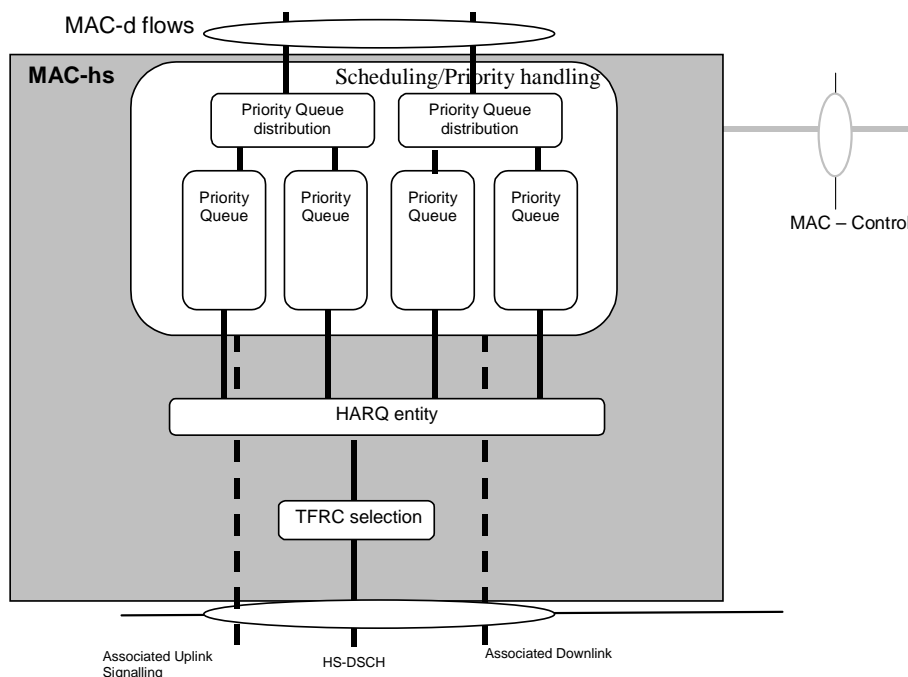 MAC-d flows
MAC-hs
Scheduling/Priority handling
Priority Queue
distribution
Priority Queue
distribution
Priority
Queue
Priority
Queue
Priority
Queue
Priority
Queue
MAC – Control
HARQ entity
TFRC selection
Associated Uplink
Signalling
HS-DSCH
Associated Downlink